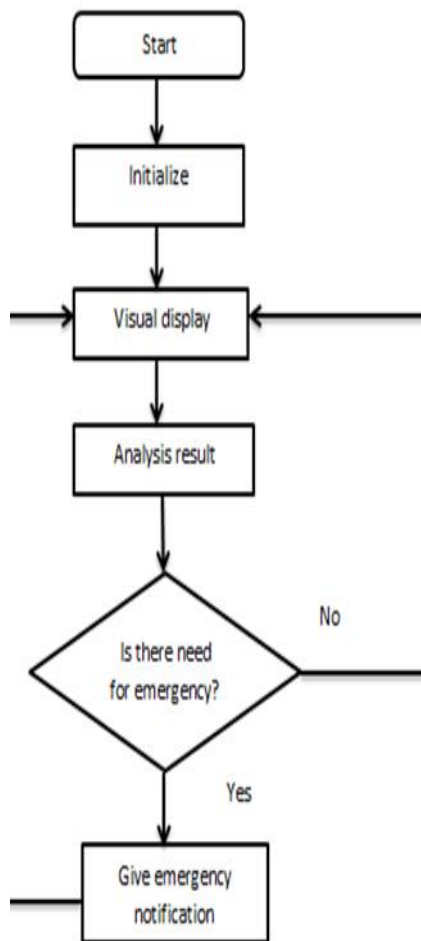 Start
Initialize
Visual display
Analysis result
Is there need
for emergency?
No
Yes
Give emergency
notification